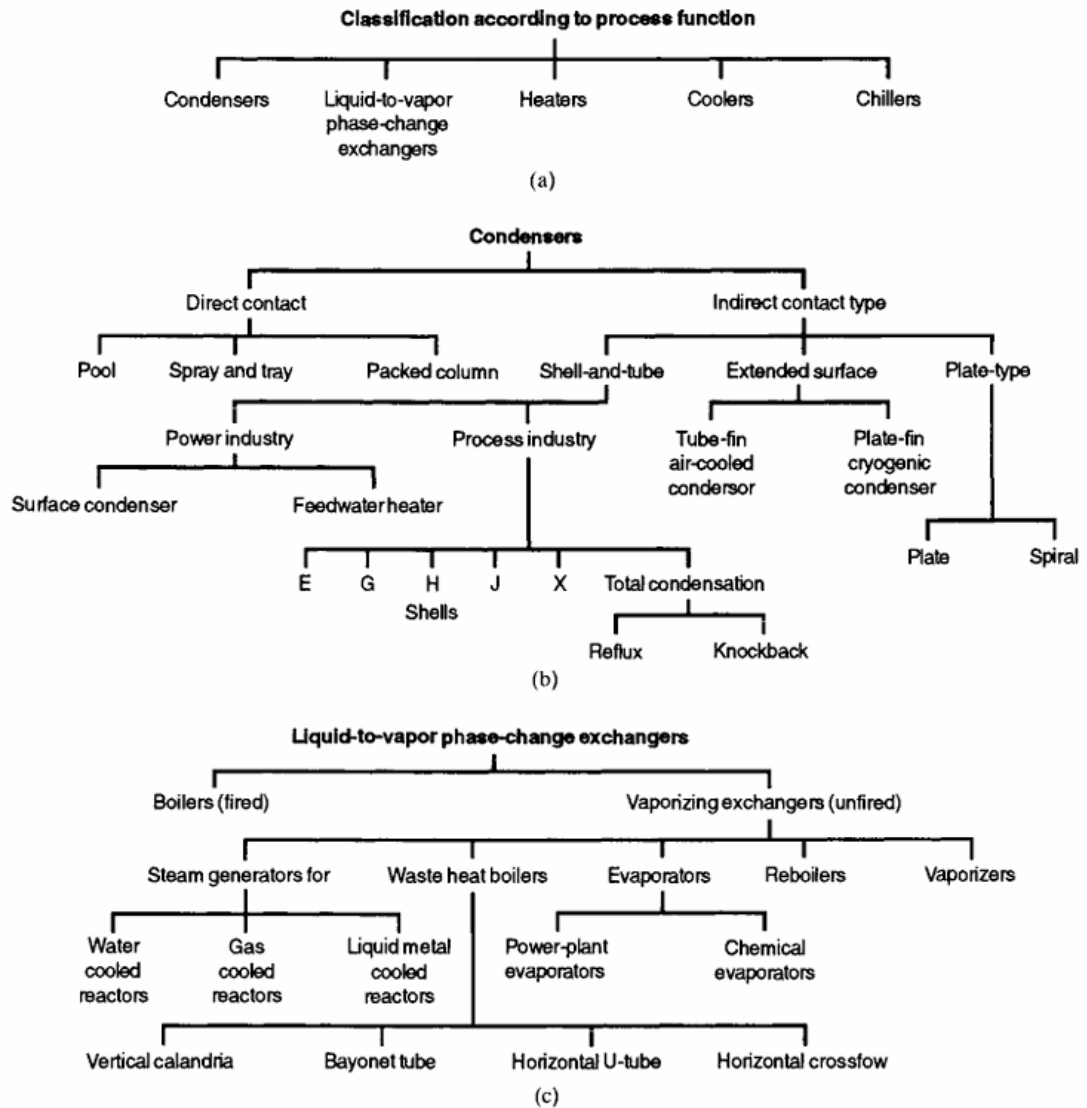 Classification according to process function
Condensers Liquid-to-vapor Heaters Coolers Chillers
phase-change
exchangers
(a)
Condensers
Direct contact Indirect contact type
Pool Spray and tray Packed column Shell-and-tube Extended surface Plate-type
Power industry Process industry Tube-fin Plate-fin
air-cooled cryogenic
condersor condenser
Surface condenser Feedwater heater
Plate Spiral
E G H J X Total condensation
Shells
Reflux Knockback
(b)
Liquid-to-vapor phase-change exchangers
Boilers (fired) Vaporizing exchangers (unfired)
Steam generators for Waste heat boilers Evaporators Reboilers Vaporizers
Water Gas Liquid metal Power-plant Chemical
cooled cooled cooled evaporators evaporators
reactors reactors reactors
Vertical calandria Bayonet tube Horizontal U-tube Horizontal crossfow
(c)